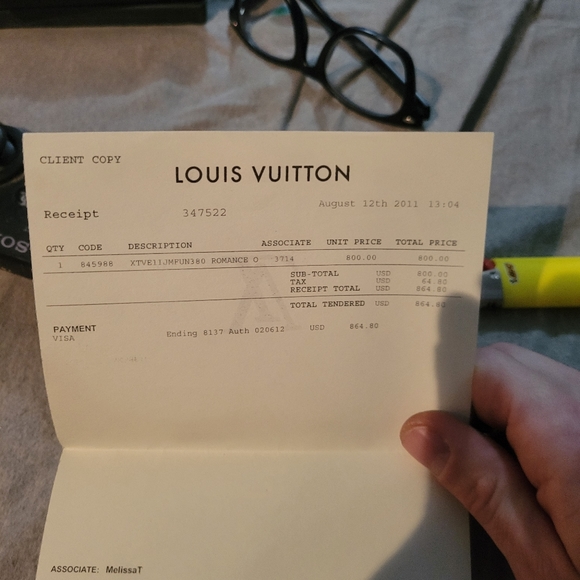 CLIENT COPY
LOUIS VUITTON
August 12th 2011 13:04
Receipt 347522
QTY CODE DESCRIPTION ASSOCIATE UNIT PRICE TOTAL PRICE
1 845988 XTVE11JMFUN380 ROMANCE O 3714 800.00 800.00
SUB-TOTAL USD 800.00
TAX USD 64.80
RECEIPT TOTAL USD 864.80
TOTAL TENDERED USD 864.80
PAYMENT
VISA Ending 8137 Auth 020612 USD 864.80
ASSOCIATE: MelissaT